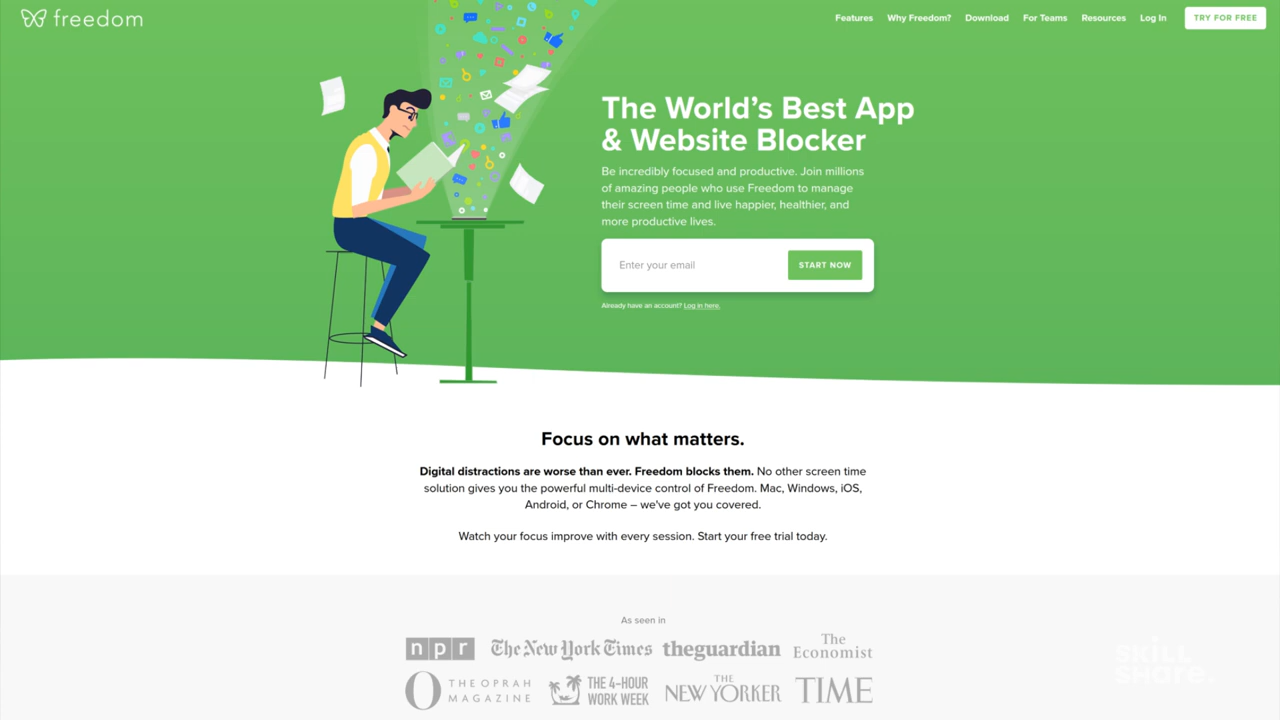 freedom
Features Why Freedom? Download For Teams Resources Log In TRY FOR FREE
The World's Best App
& Website Blocker
Be incredibly focused and productive. Join millions
of amazing people who use Freedom to manage
their screen time and live happier, healthier, and
more productive lives.
Enter your email START NOW
Already have an account? Log in here.
Focus on what matters.
Digital distractions are worse than ever. Freedom blocks them. No other screen time
solution gives you the powerful multi-device control of Freedom. Mac, Windows, iOS,
Android, or Chrome – we've got you covered.
Watch your focus improve with every session. Start your free trial today.
As seen in
npr The New York Times theguardian The Economist
O THE OPRAH MAGAZINE THE 4-HOUR WORK WEEK THE NEW YORKER TIME
SKILL
SHare.